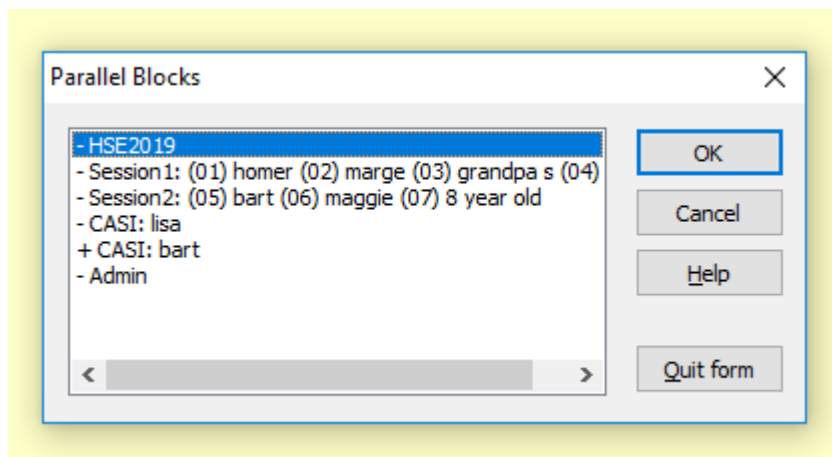 Parallel Blocks
- HSE2019
- Session1: (01) homer (02) marge (03) grandpa s (04)
- Session2: (05) bart (06) maggie (07) 8 year old
- CASI: lisa
+ CASI: bart
- Admin
OK
Cancel
Help
Quit form